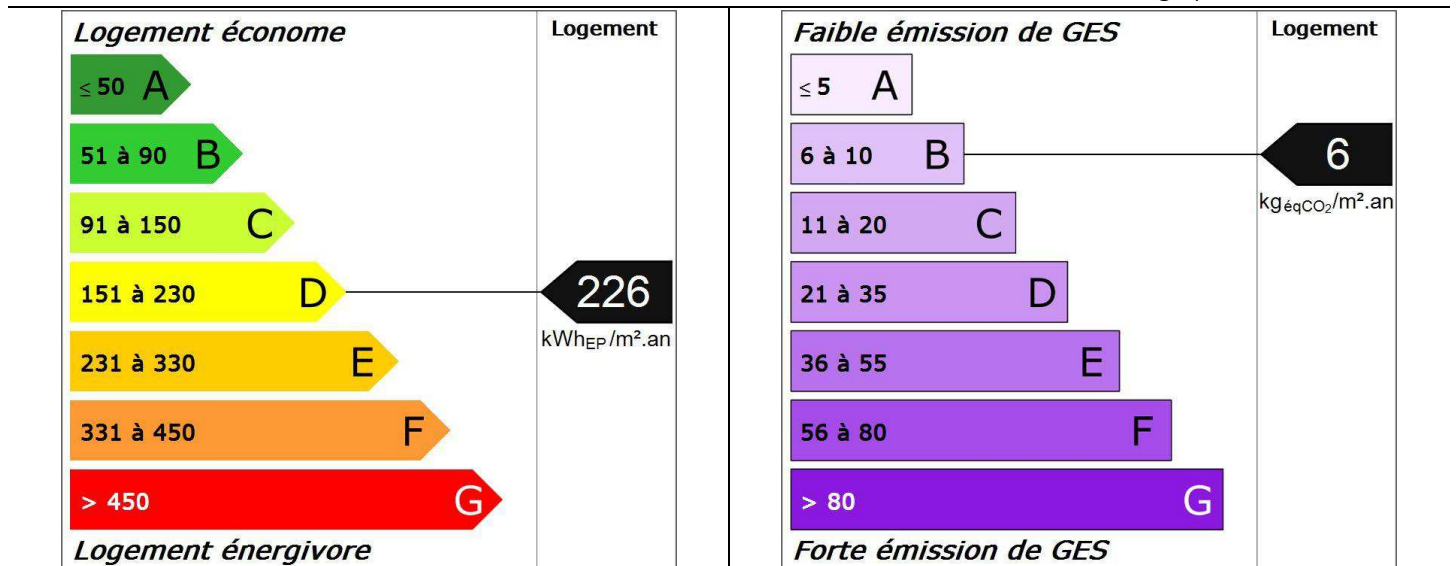 Logement économe
Logement
≤ 50 A
51 à 90 B
91 à 150 C
151 à 230 D
226
kWhEP/m².an
231 à 330 E
331 à 450 F
> 450 G
Logement énergivore
Faible émission de GES
Logement
≤ 5 A
6 à 10 B
6
kgéqCO₂/m².an
11 à 20 C
21 à 35 D
36 à 55 E
56 à 80 F
> 80 G
Forte émission de GES